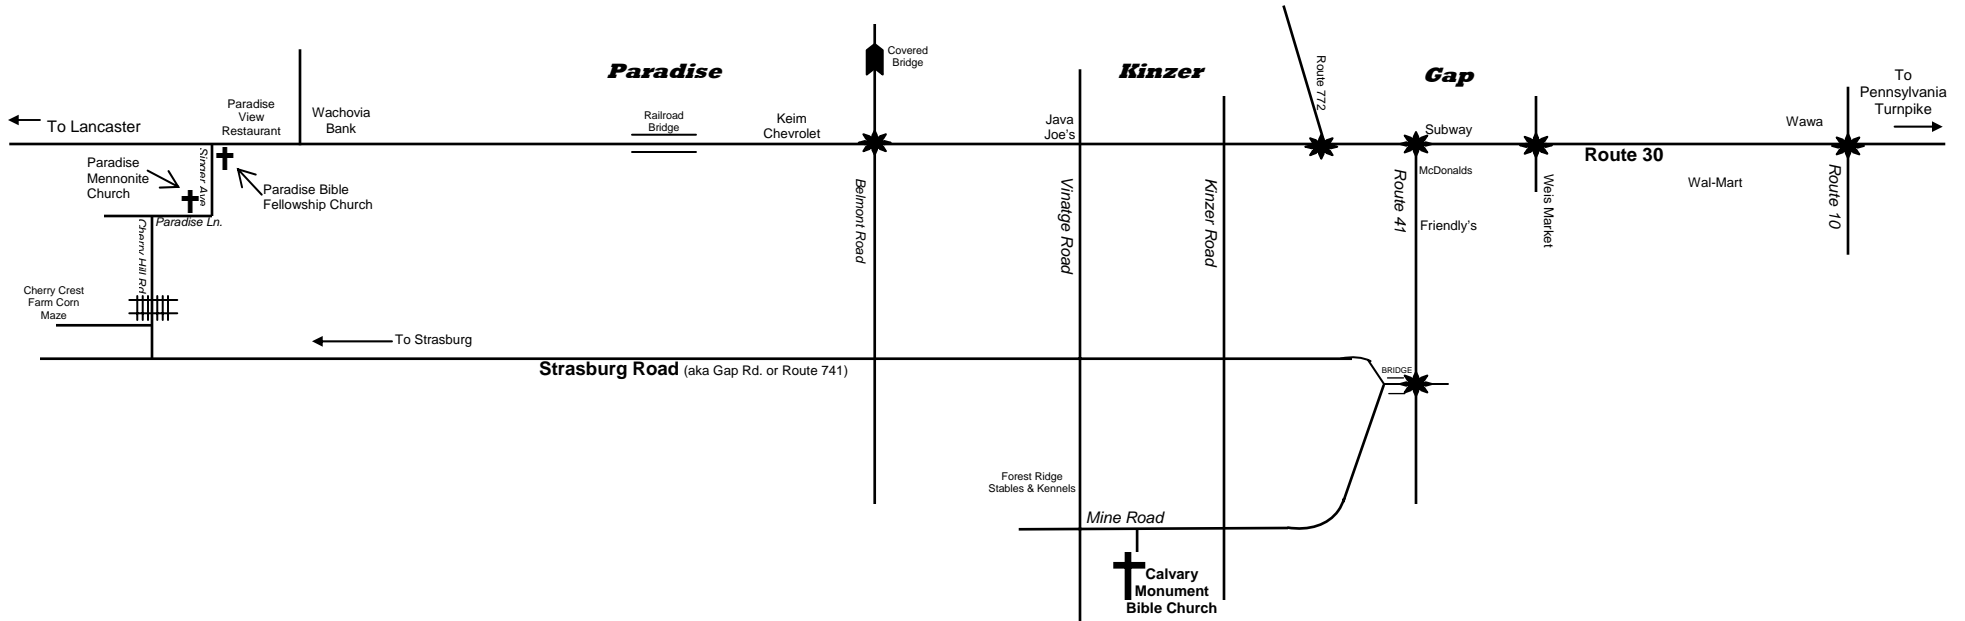 Paradise
Kinzer
Gap
Covered
Bridge
Route 772
To
Pennsylvania
Turnpike
To Lancaster
Paradise
View
Restaurant
Wachovia
Bank
Railroad
Bridge
Keim
Chevrolet
Java
Joe's
Subway
Wawa
Route 30
Paradise
Mennonite
Church
Singer Ave
Paradise Bible
Fellowship Church
Paradise Ln.
Cherry Hill Rd
Belmont Road
Vinatge Road
Kinzer Road
Route 41
McDonalds
Friendly's
Weis Market
Wal-Mart
Route 10
Cherry Crest
Farm Corn
Maze
To Strasburg
Strasburg Road (aka Gap Rd. or Route 741)
BRIDGE
Forest Ridge
Stables & Kennels
Mine Road
Calvary
Monument
Bible Church